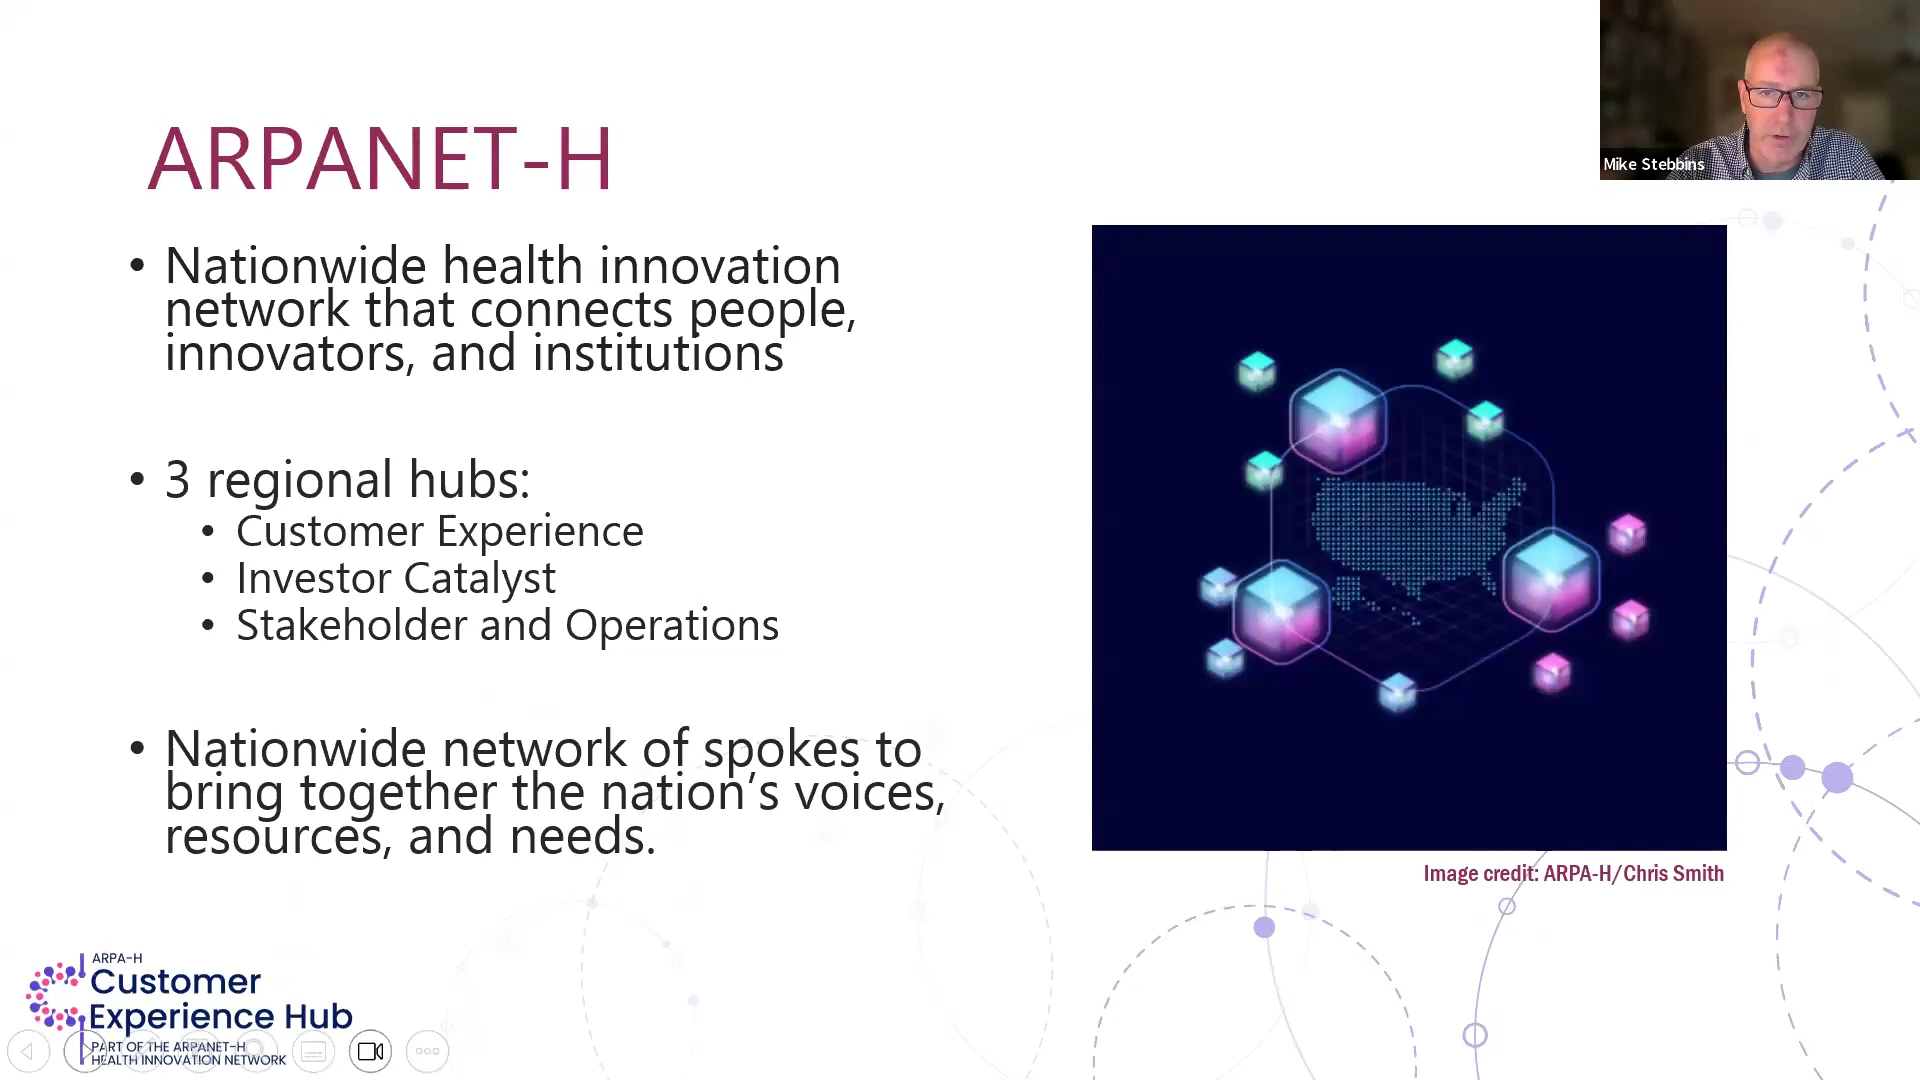 ARPANET-H
Mike Stebbins
• Nationwide health innovation
network that connects people,
innovators, and institutions
• 3 regional hubs:
• Customer Experience
• Investor Catalyst
• Stakeholder and Operations
• Nationwide network of spokes to
bring together the nation’s voices,
resources, and needs.
Image credit: ARPA-H/Chris Smith
ARPA-H
Customer
Experience Hub
PART OF THE ARPANET-H
HEALTH INNOVATION NETWORK